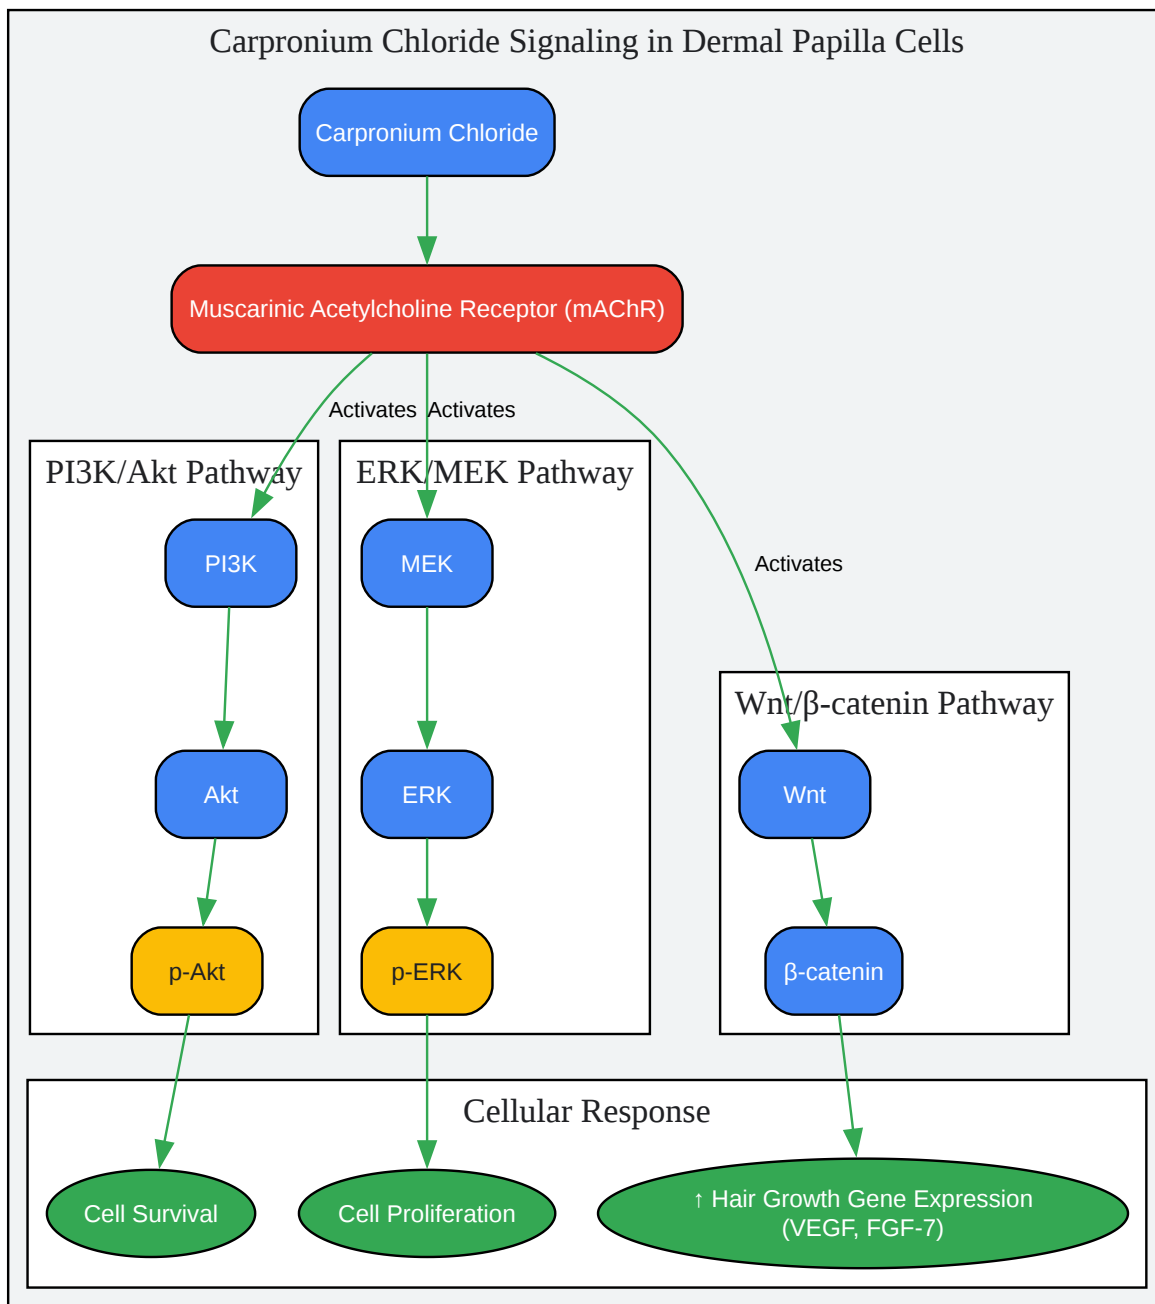 Carpronium Chloride Signaling in Dermal Papilla Cells
Carpronium Chloride
Muscarinic Acetylcholine Receptor (mAChR)
Activates
Activates
Activates
PI3K/Akt Pathway
PI3K
Akt
p-Akt
ERK/MEK Pathway
MEK
ERK
p-ERK
Wnt/β-catenin Pathway
Wnt
β-catenin
Cellular Response
Cell Survival
Cell Proliferation
↑ Hair Growth Gene Expression
(VEGF, FGF-7)